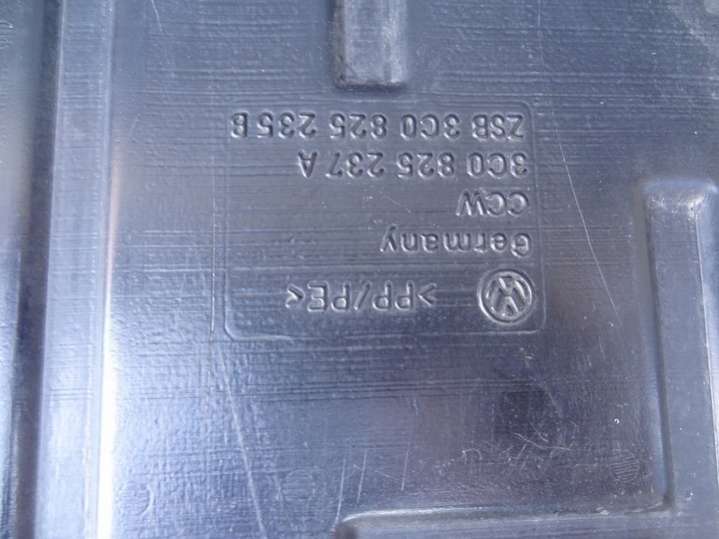 >PP/PE<
Germany
CCW
3C0 825 237 A
ZSB 3C0 825 235 B